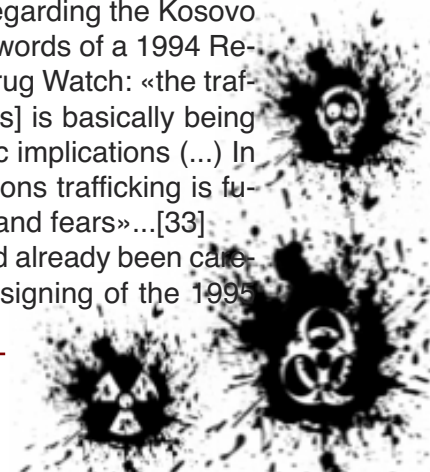 egarding the Kosovo
words of a 1994 Re-
rug Watch: «the traf-
s] is basically being
c implications (...) In
ons trafficking is fu-
and fears»...[33]
d already been care-
signing of the 1995